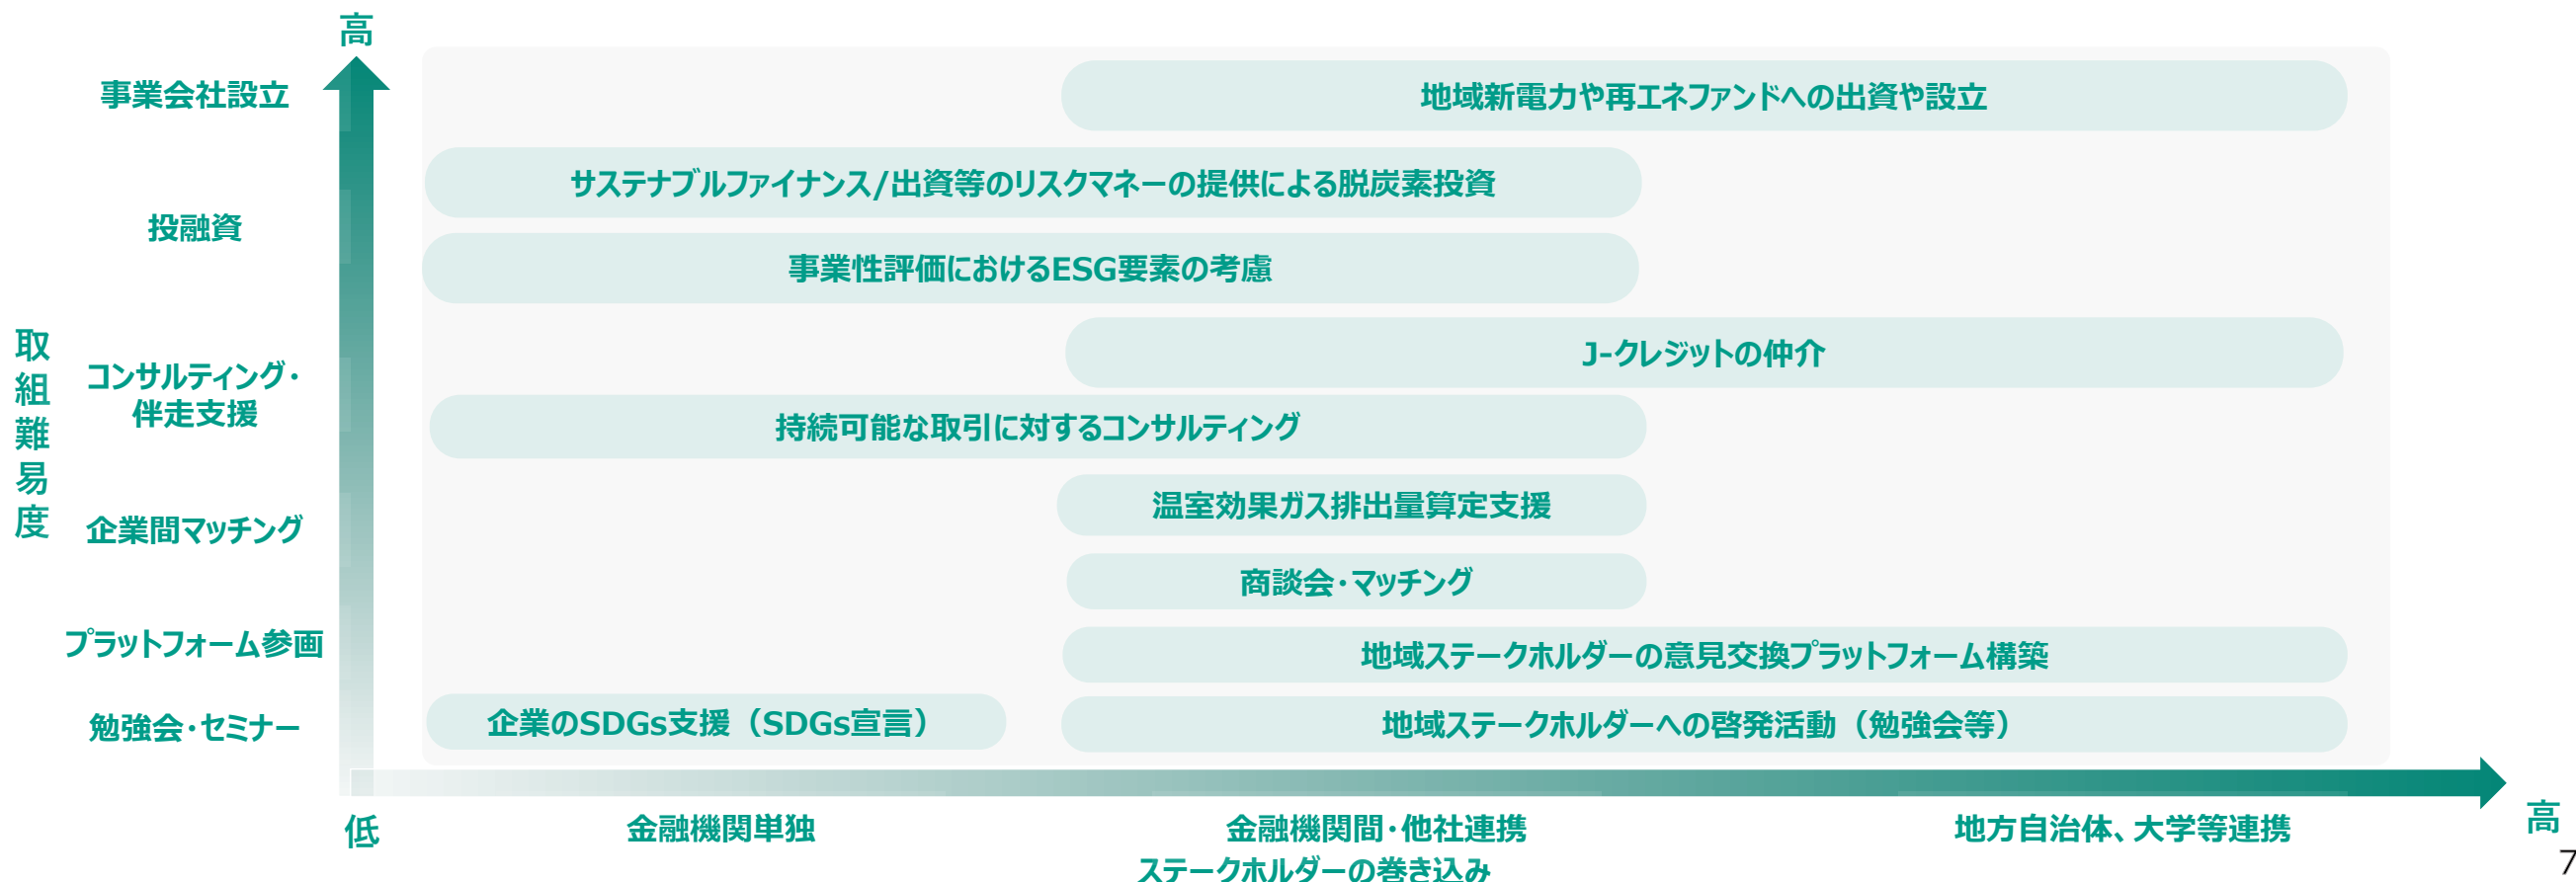 高
事業会社設立
地域新電力や再エネファンドへの出資や設立
サステナブルファイナンス/出資等のリスクマネーの提供による脱炭素投資
投融資
事業性評価におけるESG要素の考慮
取組難易度
J-クレジットの仲介
コンサルティング・
伴走支援
持続可能な取引に対するコンサルティング
温室効果ガス排出量算定支援
企業間マッチング
商談会・マッチング
プラットフォーム参画
地域ステークホルダーの意見交換プラットフォーム構築
勉強会・セミナー
企業のSDGs支援（SDGs宣言）
地域ステークホルダーへの啓発活動（勉強会等）
低
金融機関単独
金融機関間・他社連携
地方自治体、大学等連携
高
ステークホルダーの巻き込み
7